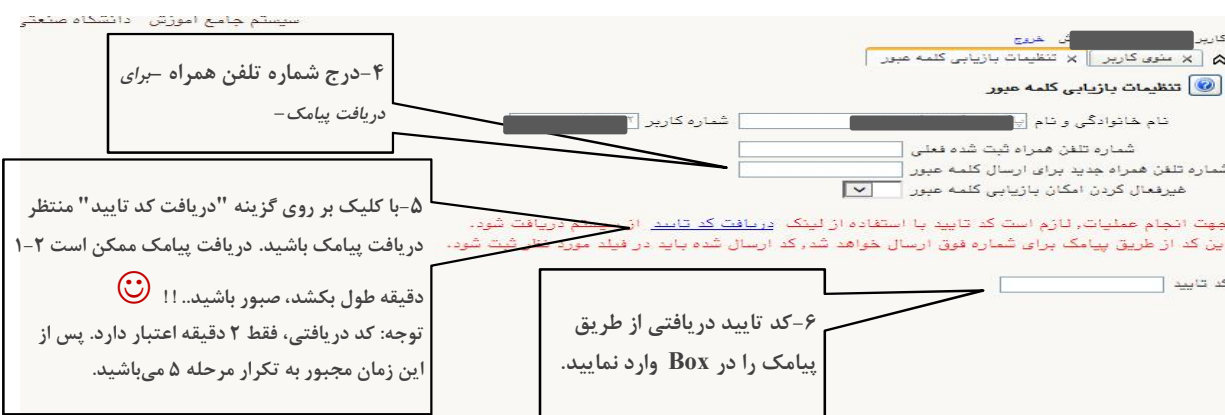 سیستم جامع آموزش دانشگاه صنعتی
کاربر ش خروج
منوی کاربر x تنظیمات بازیابی کلمه عبور x
تنظیمات بازیابی کلمه عبور
نام خانوادگی و نام شماره کاربر
شماره تلفن همراه ثبت شده فعلی
شماره تلفن همراه جدید برای ارسال کلمه عبور
غیرفعال کردن امکان بازیابی کلمه عبور
جهت انجام عملیات, لازم است کد تایید با استفاده از لینک دریافت کد تایید از سیستم دریافت شود.
این کد از طریق پیامک برای شماره فوق ارسال خواهد شد, کد ارسال شده باید در فیلد مورد نظر ثبت شود.
کد تایید
۴-درج شماره تلفن همراه -برای
دریافت پیامک-
۵-با کلیک بر روی گزینه "دریافت کد تایید" منتظر
دریافت پیامک باشید. دریافت پیامک ممکن است ۲-۱
دقیقه طول بکشد، صبور باشید..!!
توجه: کد دریافتی، فقط ۲ دقیقه اعتبار دارد. پس از
این زمان مجبور به تکرار مرحله ۵ می‌باشید.
۶-کد تایید دریافتی از طریق
پیامک را در Box وارد نمایید.